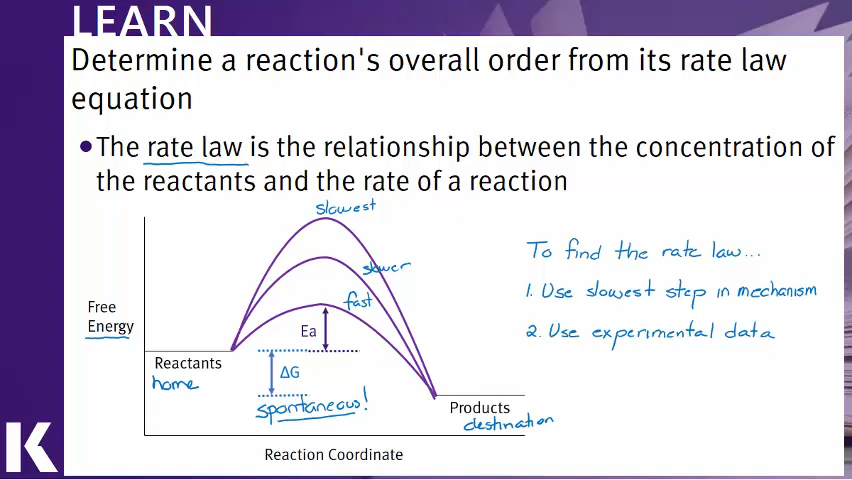 LEARN
Determine a reaction's overall order from its rate law
equation
•The rate law is the relationship between the concentration of
the reactants and the rate of a reaction
slowest
slower
fast
To find the rate law...
1. Use slowest step in mechanism
2. Use experimental data
Free
Energy
Ea
Reactants
home
ΔG
spontaneous!
Products
destination
Reaction Coordinate
K